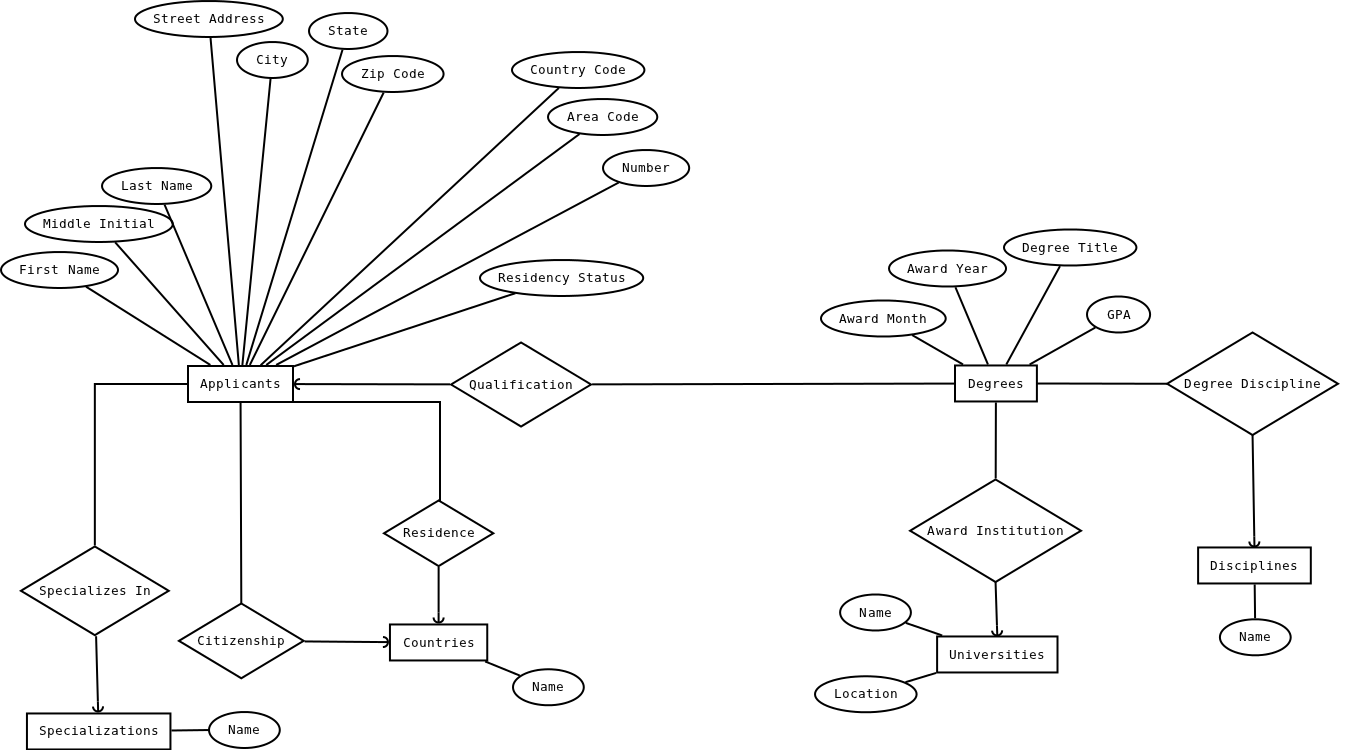 Street Address
State
City
Zip Code
Country Code
Area Code
Number
Last Name
Middle Initial
First Name
Residency Status
Degree Title
Award Year
Award Month
GPA
Applicants
Qualification
Degrees
Degree Discipline
Residence
Award Institution
Disciplines
Specializes In
Citizenship
Countries
Name
Name
Universities
Name
Location
Specializations
Name